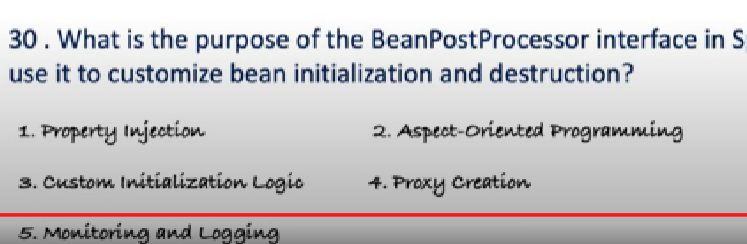 30 . What is the purpose of the BeanPostProcessor interface in S
use it to customize bean initialization and destruction?
1. Property Injection
2. Aspect-Oriented Programming
3. Custom Initialization Logic
4. Proxy Creation
5. Monitoring and Logging